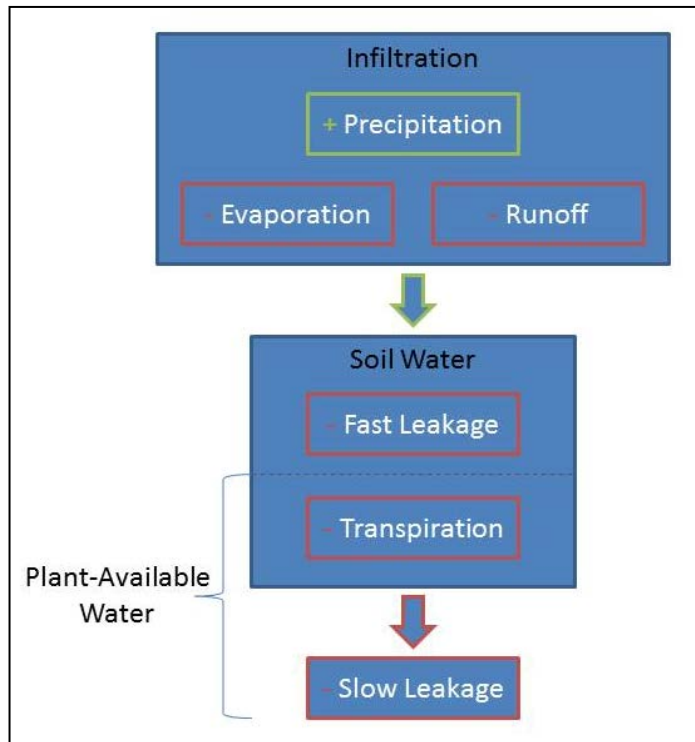 Infiltration
+ Precipitation
- Evaporation
- Runoff
Soil Water
- Fast Leakage
- Transpiration
Plant-Available
Water
- Slow Leakage